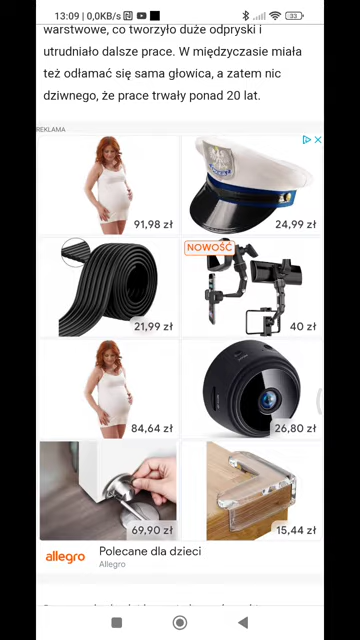 13:09 | 0,0KB/s
33
warstwowe, co tworzyło duże odpryski i
utrudniało dalsze prace. W międzyczasie miała
też odłamać się sama głowica, a zatem nic
dziwnego, że prace trwały ponad 20 lat.
REKLAMA
91,98 zł
24,99 zł
NOWOŚĆ
21,99 zł
40 zł
84,64 zł
26,80 zł
69,90 zł
15,44 zł
allegro
Polecane dla dzieci
Allegro